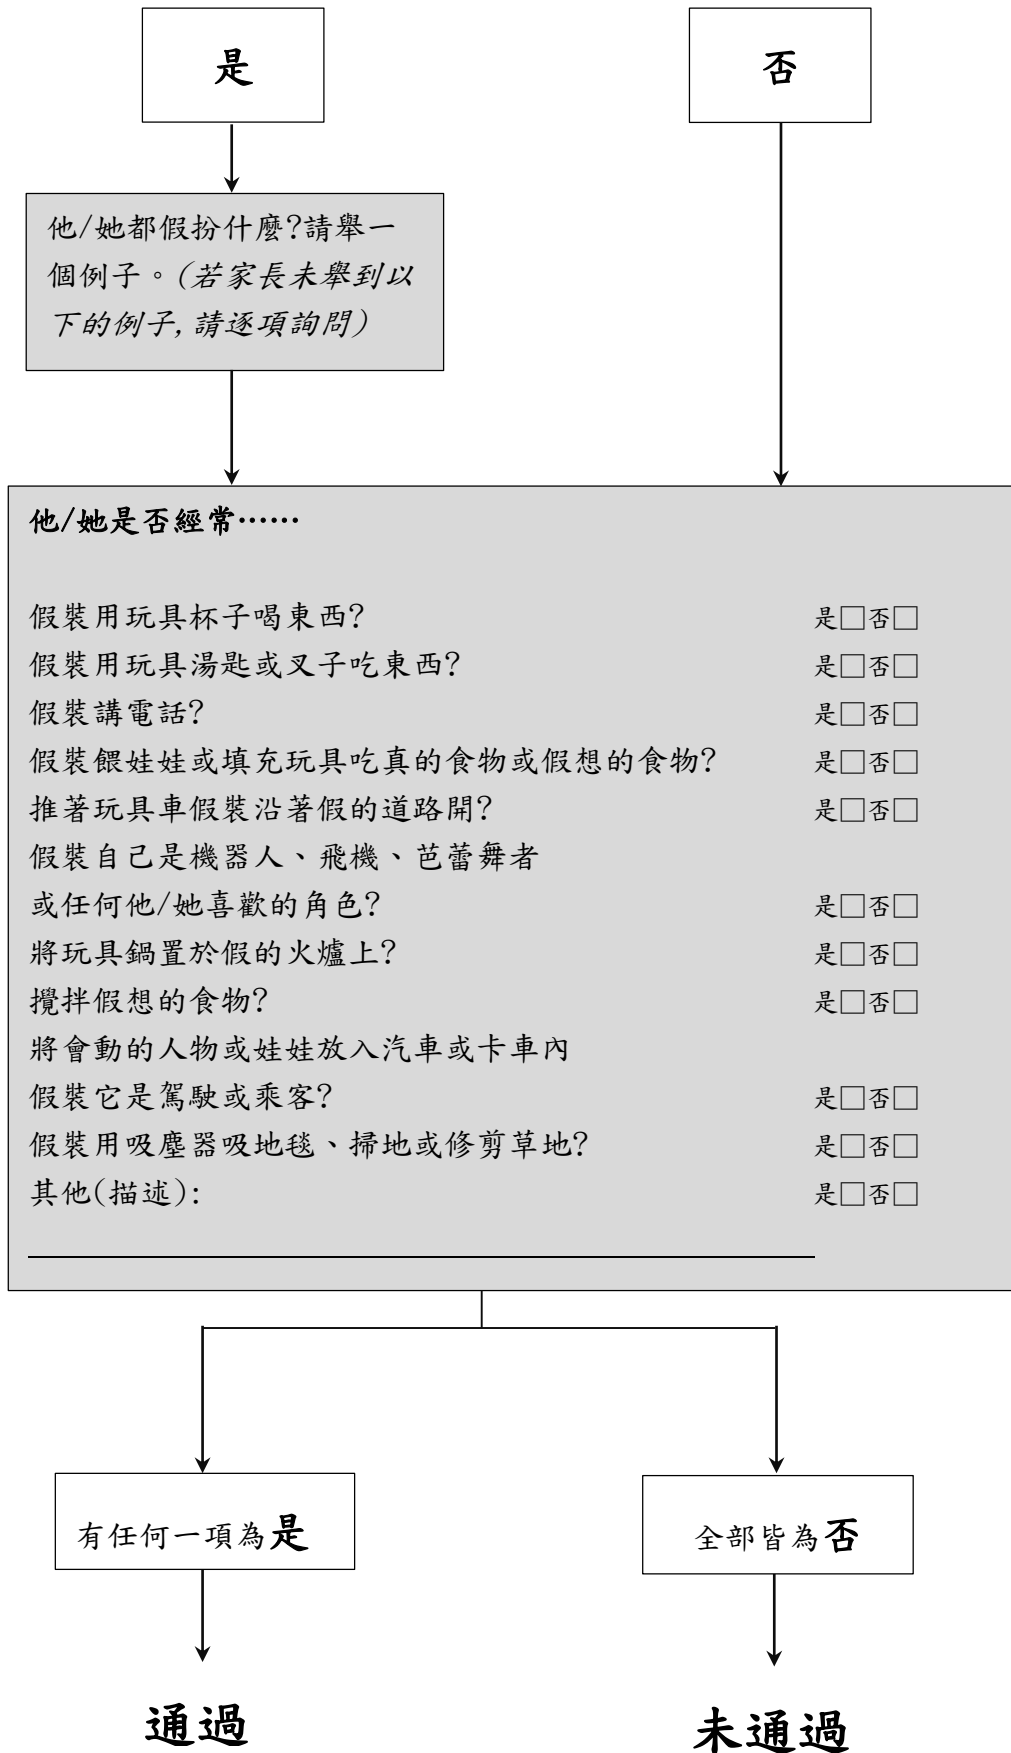 是
否
他/她都假扮什麼?請舉一
個例子。(若家長未舉到以
下的例子,請逐項詢問)
他/她是否經常……
假裝用玩具杯子喝東西? 是□否□
假裝用玩具湯匙或叉子吃東西? 是□否□
假裝講電話? 是□否□
假裝餵娃娃或填充玩具吃真的食物或假想的食物? 是□否□
推著玩具車假裝沿著假的道路開? 是□否□
假裝自己是機器人、飛機、芭蕾舞者
或任何他/她喜歡的角色? 是□否□
將玩具鍋置於假的火爐上? 是□否□
攪拌假想的食物? 是□否□
將會動的人物或娃娃放入汽車或卡車內
假裝它是駕駛或乘客? 是□否□
假裝用吸塵器吸地毯、掃地或修剪草地? 是□否□
其他(描述): 是□否□
有任何一項為是
全部皆為否
通過
未通過